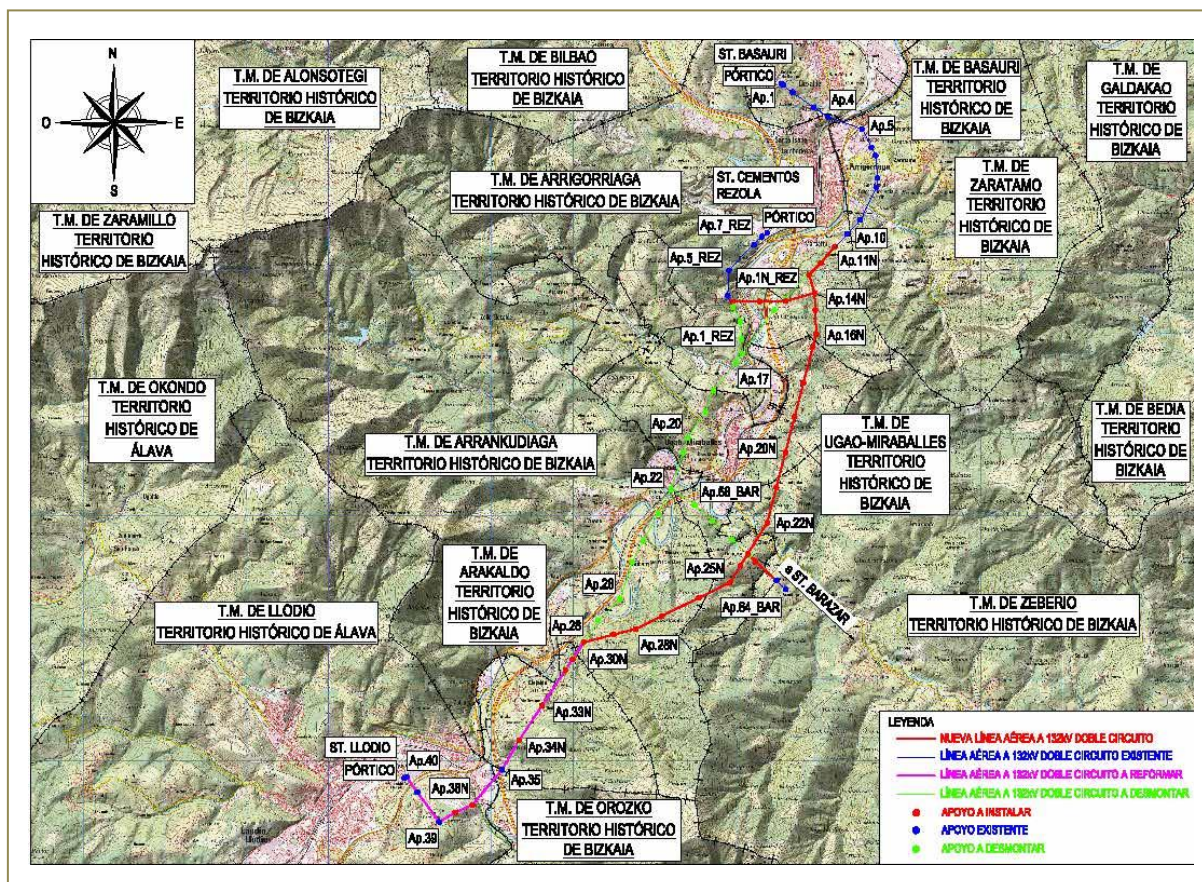 N
O
E
S
T.M. DE ALONSOTEGI
TERRITORIO HISTÓRICO
DE BIZKAIA
T.M. DE BILBAO
TERRITORIO HISTÓRICO
DE BIZKAIA
ST. BASAURI
PÓRTICO
Ap.1
Ap.4
Ap.5
T.M. DE BASAURI
TERRITORIO
HISTÓRICO DE
BIZKAIA
T.M. DE
GALDAKAO
TERRITORIO
HISTÓRICO DE
BIZKAIA
T.M. DE ARRIGORRIAGA
TERRITORIO HISTÓRICO DE BIZKAIA
ST. CEMENTOS
REZOLA
PÓRTICO
Ap.7_REZ
Ap.5_REZ
Ap.1N_REZ
Ap.10
Ap.11N
T.M. DE
ZARATAMO
TERRITORIO
HISTÓRICO DE
BIZKAIA
T.M. DE ZARAMILLO
TERRITORIO
HISTÓRICO DE BIZKAIA
Ap.14N
Ap.16N
Ap.1_REZ
Ap.17
T.M. DE OKONDO
TERRITORIO
HISTÓRICO DE
ÁLAVA
T.M. DE ARRANKUDIAGA
TERRITORIO HISTÓRICO DE BIZKAIA
Ap.20
Ap.20N
T.M. DE
UGAO-MIRABALLES
TERRITORIO
HISTÓRICO DE
BIZKAIA
T.M. DE BEDIA
TERRITORIO
HISTÓRICO DE
BIZKAIA
Ap.22
Ap.58_BAR
Ap.22N
T.M. DE
ARAKALDO
TERRITORIO
HISTÓRICO DE
BIZKAIA
Ap.25N
Ap.26
Ap.64_BAR
a ST. BARAZAR
T.M. DE LLODIO
TERRITORIO HISTÓRICO DE ÁLAVA
T.M. DE ZEBERIO
TERRITORIO HISTÓRICO DE BIZKAIA
Ap.28
Ap.28N
Ap.30N
Ap.33N
Ap.34N
ST. LLODIO
PÓRTICO
Ap.40
Ap.38N
Ap.35
Ap.39
T.M. DE OROZKO
TERRITORIO HISTÓRICO
DE BIZKAIA
LEYENDA
NUEVA LÍNEA AÉREA A 132kV DOBLE CIRCUITO
LÍNEA AÉREA A 132kV DOBLE CIRCUITO EXISTENTE
LÍNEA AÉREA A 132kV DOBLE CIRCUITO A REFORMAR
LÍNEA AÉREA A 132kV DOBLE CIRCUITO A DESMONTAR
APOYO A INSTALAR
APOYO EXISTENTE
APOYO A DESMONTAR